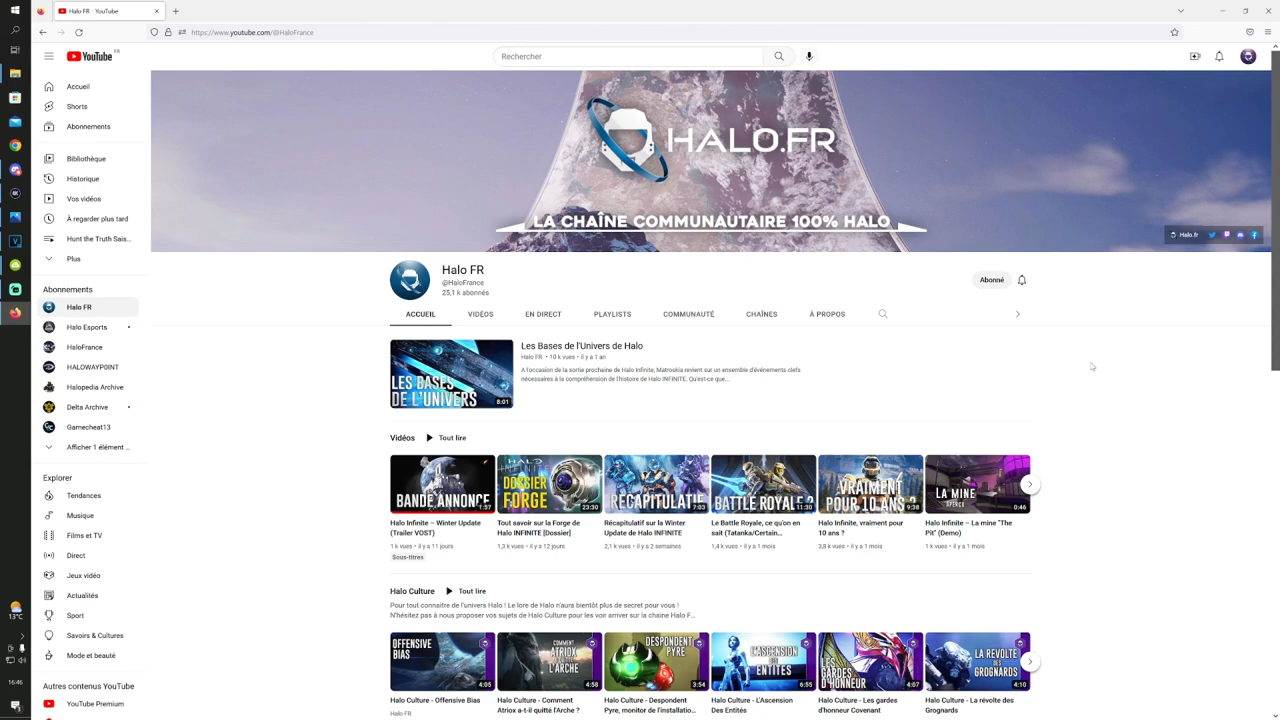 Halo FR - YouTube
https://www.youtube.com/@HaloFrance
YouTube FR
Rechercher
Accueil
Shorts
Abonnements
Bibliothèque
Historique
Vos vidéos
À regarder plus tard
Hunt the Truth Sais...
Plus
Abonnements
Halo FR
Halo Esports
HaloFrance
HALOWAYP0INT
Halopedia Archive
Delta Archive
Gamecheat13
Afficher 1 élément ...
Explorer
Tendances
Musique
Films et TV
Direct
Jeux vidéo
Actualités
Sport
Savoirs & Cultures
Mode et beauté
Autres contenus YouTube
YouTube Premium
13°C
FR
16:46
HALO.FR
LA CHAÎNE COMMUNAUTAIRE 100% HALO
Halo.fr
Halo FR
@HaloFrance
25,1 k abonnés
Abonné
ACCUEIL VIDÉOS EN DIRECT PLAYLISTS COMMUNAUTÉ CHAÎNES À PROPOS
LES BASES
DE L'UNIVERS
8:01
Les Bases de l'Univers de Halo
Halo FR • 10 k vues • il y a 1 an
A l'occasion de la sortie prochaine de Halo Infinite, Matroskia revient sur un ensemble d'événements clefs
nécessaires à la compréhension de l'histoire de Halo INFINITE. Qu'est-ce que...
Vidéos Tout lire
BANDE ANNONCE
1:57
Halo Infinite – Winter Update
(Trailer VOST)
1 k vues • il y a 11 jours
Sous-titres
HALO
INFINITE
DOSSIER
FORGE
23:30
Tout savoir sur la Forge de
Halo INFINITE [Dossier]
1,3 k vues • il y a 12 jours
RÉCAPITULATIF
7:03
Récapitulatif sur la Winter
Update de Halo INFINITE
2,1 k vues • il y a 2 semaines
BATTLE ROYALE ?
11:30
Le Battle Royale, ce qu'on en
sait (Tatanka/Certain...
1,4 k vues • il y a 1 mois
VRAIMENT
POUR 10 ANS ?
9:38
Halo Infinite, vraiment pour
10 ans ?
3,8 k vues • il y a 1 mois
LA MINE
APERÇU
0:46
Halo Infinite – La mine "The
Pit" (Demo)
1 k vues • il y a 1 mois
Halo Culture Tout lire
Pour tout connaitre de l'univers Halo ! Le lore de Halo n'aura bientôt plus de secret pour vous !
N'hésitez pas à nous proposer vos sujets de Halo Culture pour les voir arriver sur la chaine Halo F...
OFFENSIVE
BIAS
4:05
Halo Culture - Offensive Bias
Halo FR
COMMENT
ATRIOX
L'ARCHE
4:58
Halo Culture - Comment
Atriox a-t-il quitté l'Arche ?
DESPONDENT
PYRE
3:54
Halo Culture - Despondent
Pyre, monitor de l'installatio...
L'ASCENSION
DES
ENTITÉS
6:55
Halo Culture - L'Ascension
Des Entités
LES
GARDES
D'HONNEUR
4:07
Halo Culture - Les gardes
d'honneur Covenant
LA RÉVOLTE
DES
GROGNARDS
4:10
Halo Culture - La révolte des
Grognards